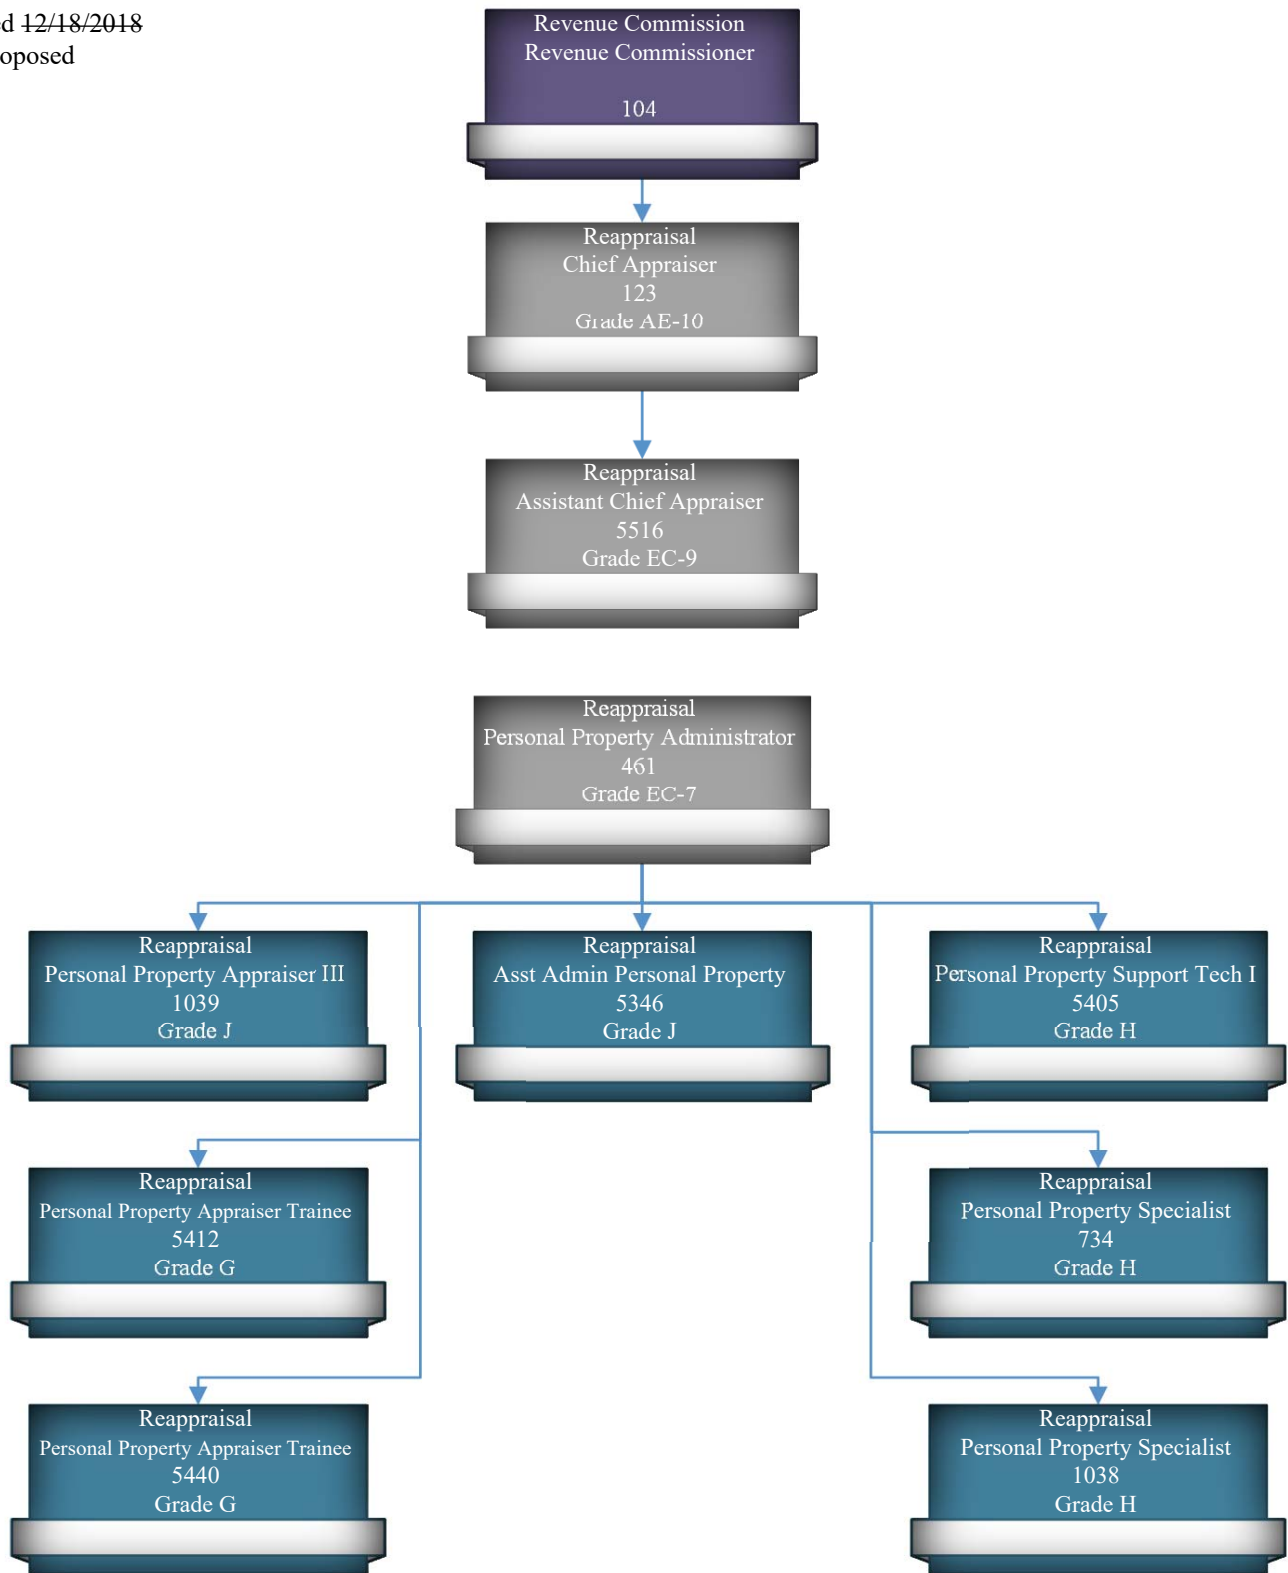 12/18/2018
Revenue Commission
Revenue Commissioner
104
Reappraisal
Chief Appraiser
123
Grade AE-10
Reappraisal
Assistant Chief Appraiser
5516
Grade EC-9
Reappraisal
Personal Property Administrator
461
Grade EC-7
Reappraisal
Personal Property Appraiser III
1039
Grade J
Reappraisal
Asst Admin Personal Property
5346
Grade J
Reappraisal
Personal Property Support Tech I
5405
Grade H
Reappraisal
Personal Property Appraiser Trainee
5412
Grade G
Reappraisal
Personal Property Specialist
734
Grade H
Reappraisal
Personal Property Appraiser Trainee
5440
Grade G
Reappraisal
Personal Property Specialist
1038
Grade H